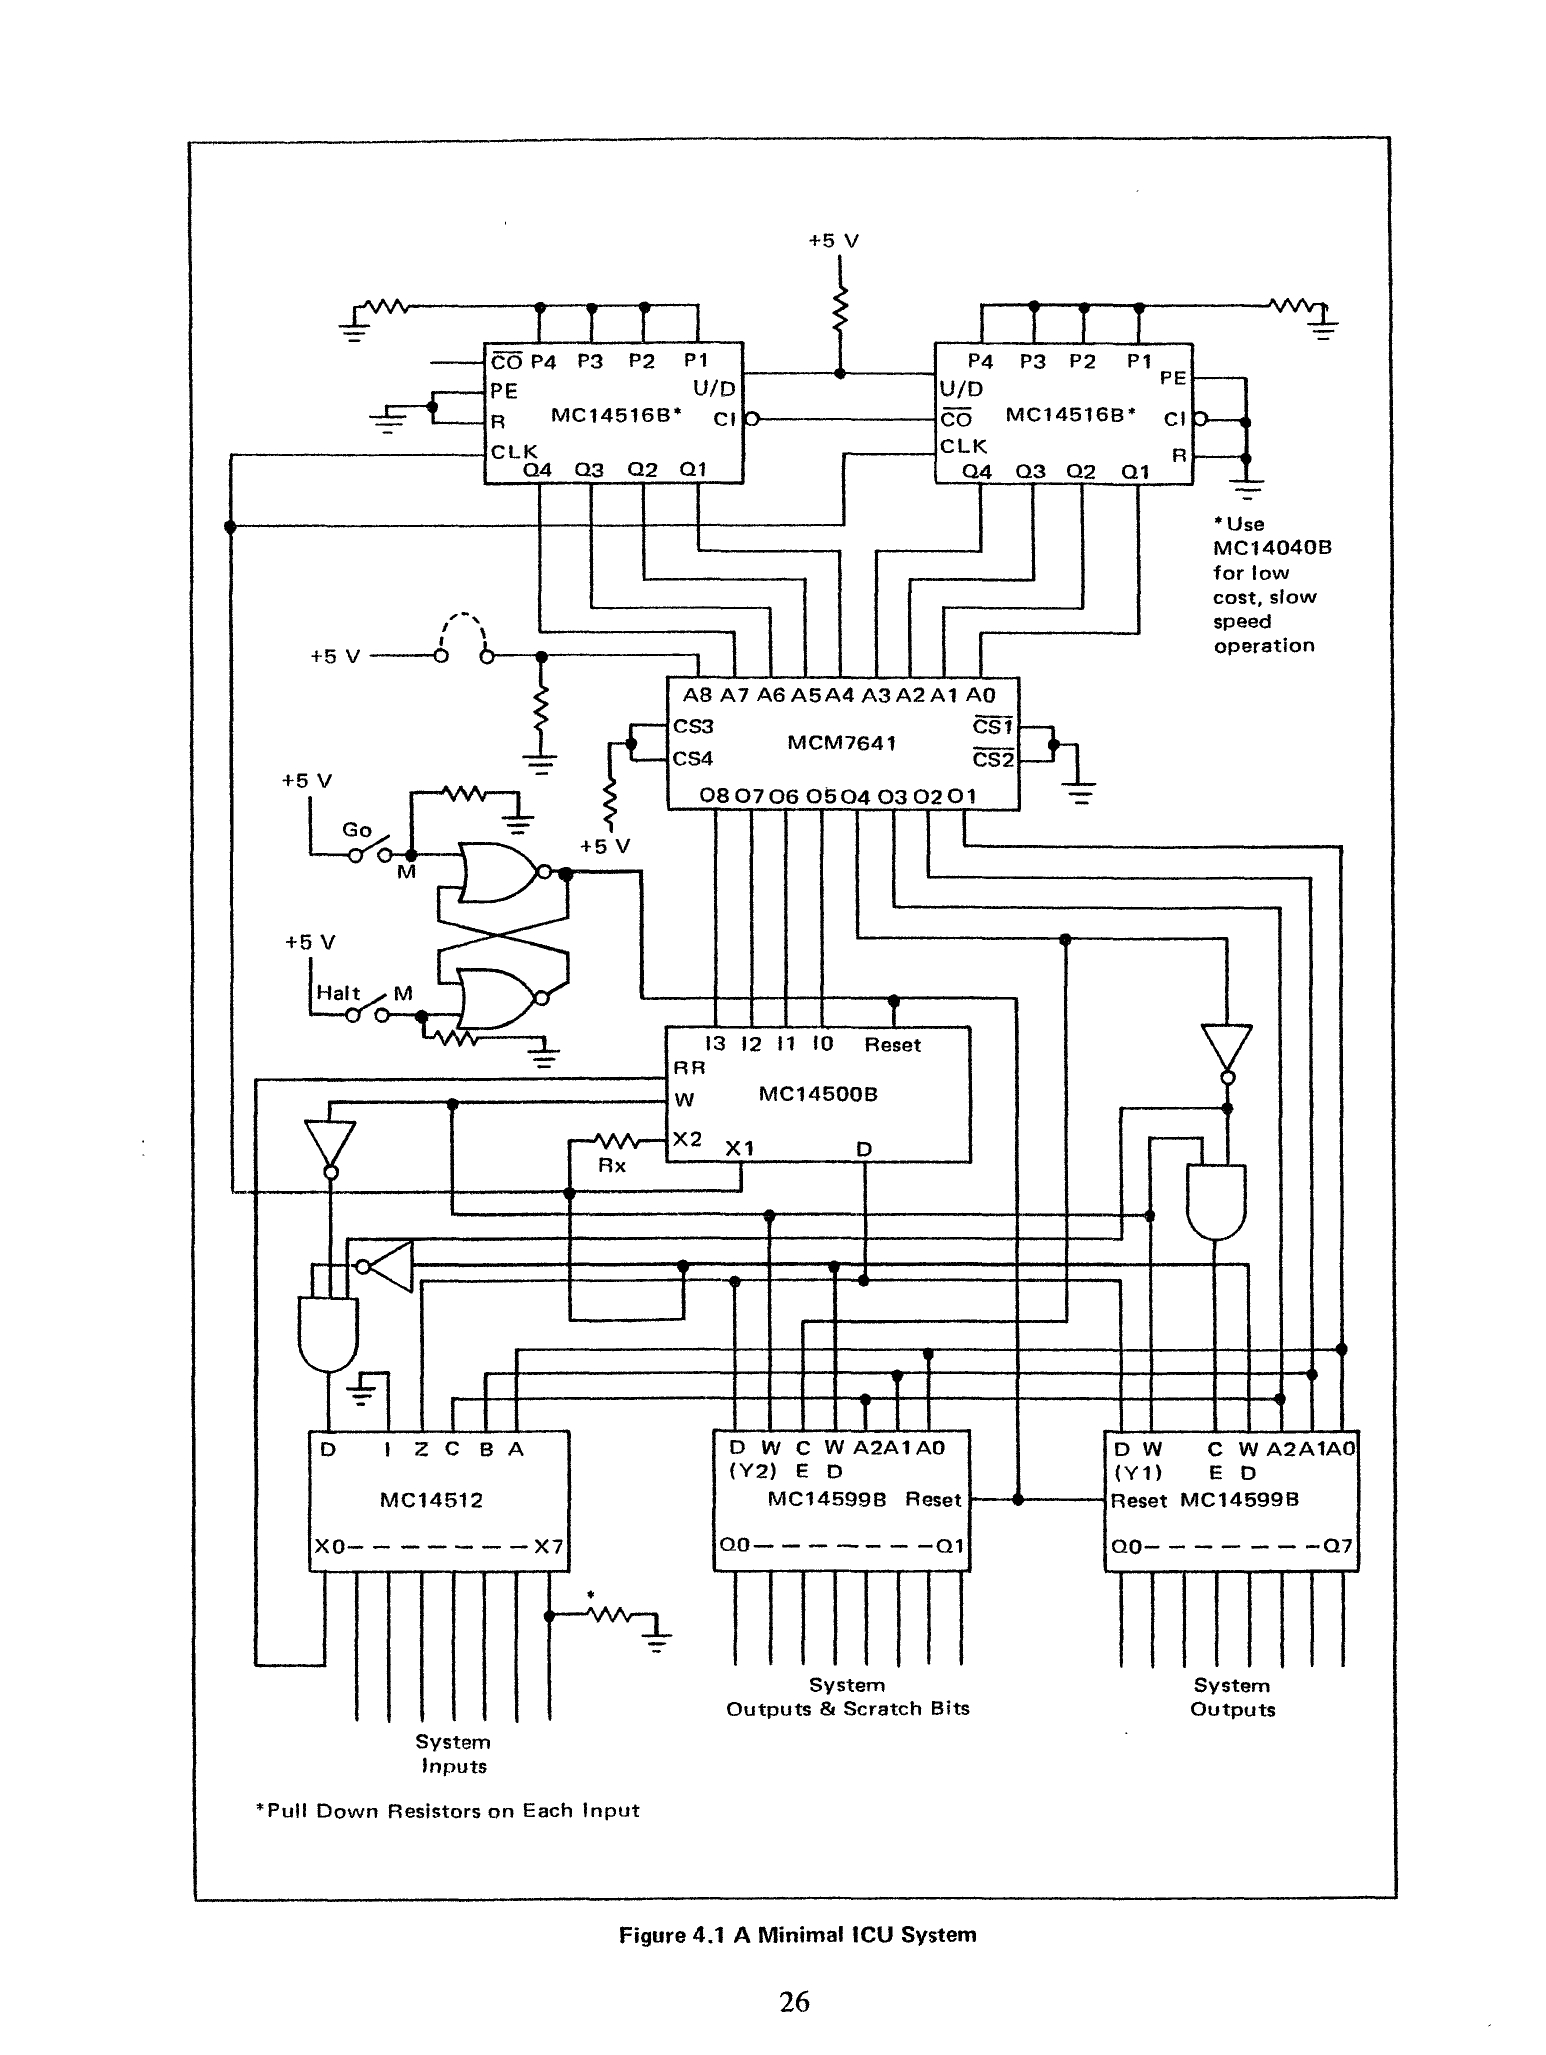 +5 V
CO P4 P3 P2 P1
PE
U/D
R
MC14516B*
CI
CLK
Q4 Q3 Q2 Q1
P4 P3 P2 P1
PE
U/D
CO
MC14516B*
CI
CLK
R
Q4 Q3 Q2 Q1
*Use
MC14040B
for low
cost, slow
speed
operation
+5 V
A8 A7 A6 A5 A4 A3 A2 A1 A0
CS3
CS1
MCM7641
CS4
CS2
O8 O7 O6 O5 O4 O3 O2 O1
+5 V
+5 V
Go
M
+5 V
Halt
M
I3 I2 I1 I0 Reset
RR
MC14500B
W
X2
X1
D
Rx
D I Z C B A
MC14512
X0 X7
*
System
Inputs
D W C W A2 A1 A0
(Y2) E D
MC14599B Reset
Q0 Q1
System
Outputs & Scratch Bits
D W C W A2 A1 A0
(Y1) E D
Reset MC14599B
Q0 Q7
System
Outputs
*Pull Down Resistors on Each Input
Figure 4.1 A Minimal ICU System
26